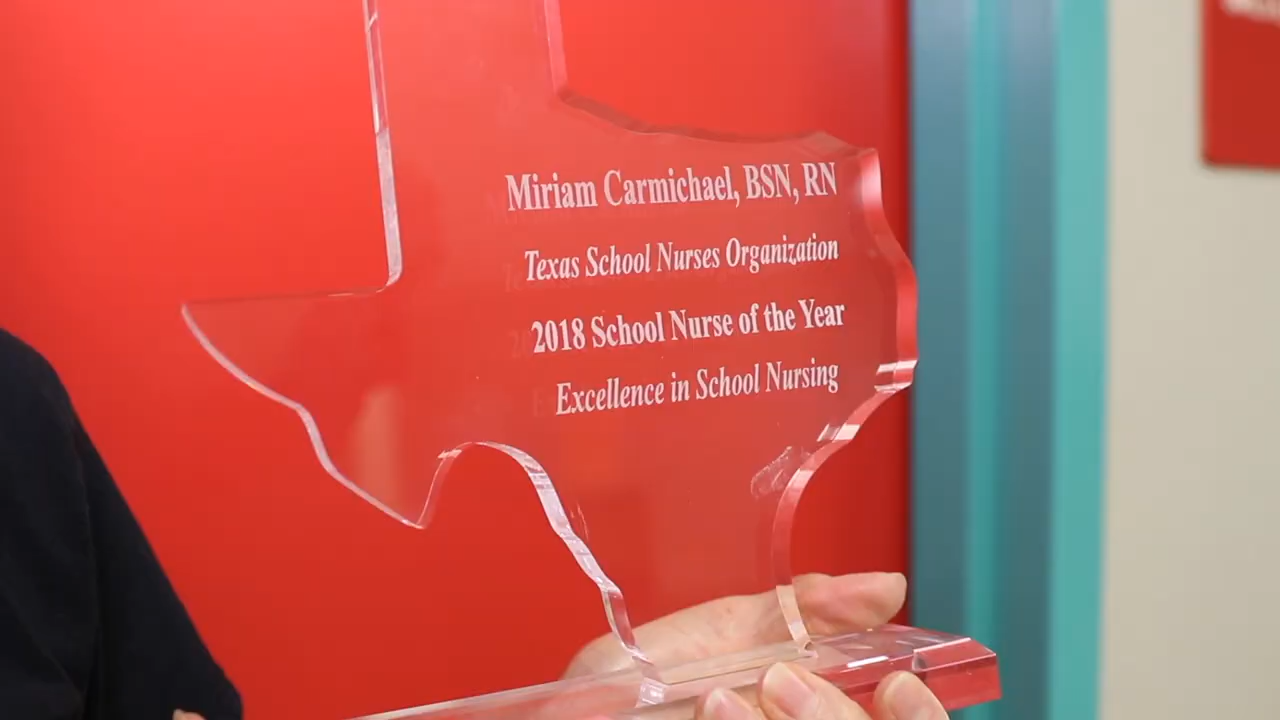 Miriam Carmichael, BSN, RN
Texas School Nurses Organization
2018 School Nurse of the Year
Excellence in School Nursing